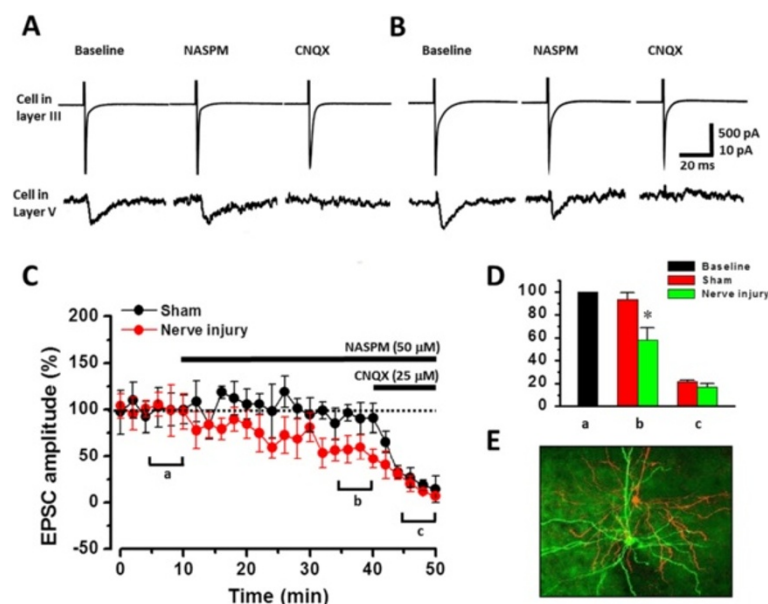 A
B
Baseline NASPM CNQX Baseline NASPM CNQX
Cell in
layer III
500 pA
10 pA
20 ms
Cell in
Layer V
C
D
Baseline
Sham
Nerve injury
200
150
100
50
0
-50
EPSC amplitude (%)
Sham
Nerve injury
NASPM (50 µM)
CNQX (25 µM)
a
b
c
0 10 20 30 40 50
Time (min)
100
80
60
40
20
0
*
a b c
E